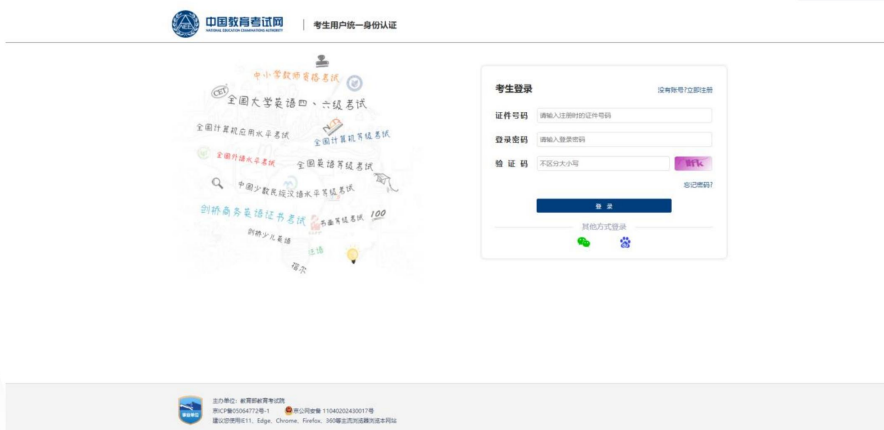 中国教育考试网
NATIONAL EDUCATION EXAMINATIONS AUTHORITY
考生用户统一身份认证
中小学教师资格考试
CET
全国大学英语四、六级考试
全国计算机应用水平考试
全国计算机等级考试
全国外语水平考试
全国英语等级考试
中国少数民族汉语水平等级考试
剑桥商务英语证书考试
书画等级考试
100
剑桥少儿英语
法语
指尔
考生登录
没有账号?立即注册
证件号码
请输入注册时的证件号码
登录密码
请输入登录密码
验 证 码
不区分大小写
忘记密码?
登 录
其他方式登录
主办单位：教育部教育考试院
京ICP备05064772号-1
京公网安备 11040202430017号
建议您使用IE11、Edge、Chrome、Firefox、360等主流浏览器浏览本网站